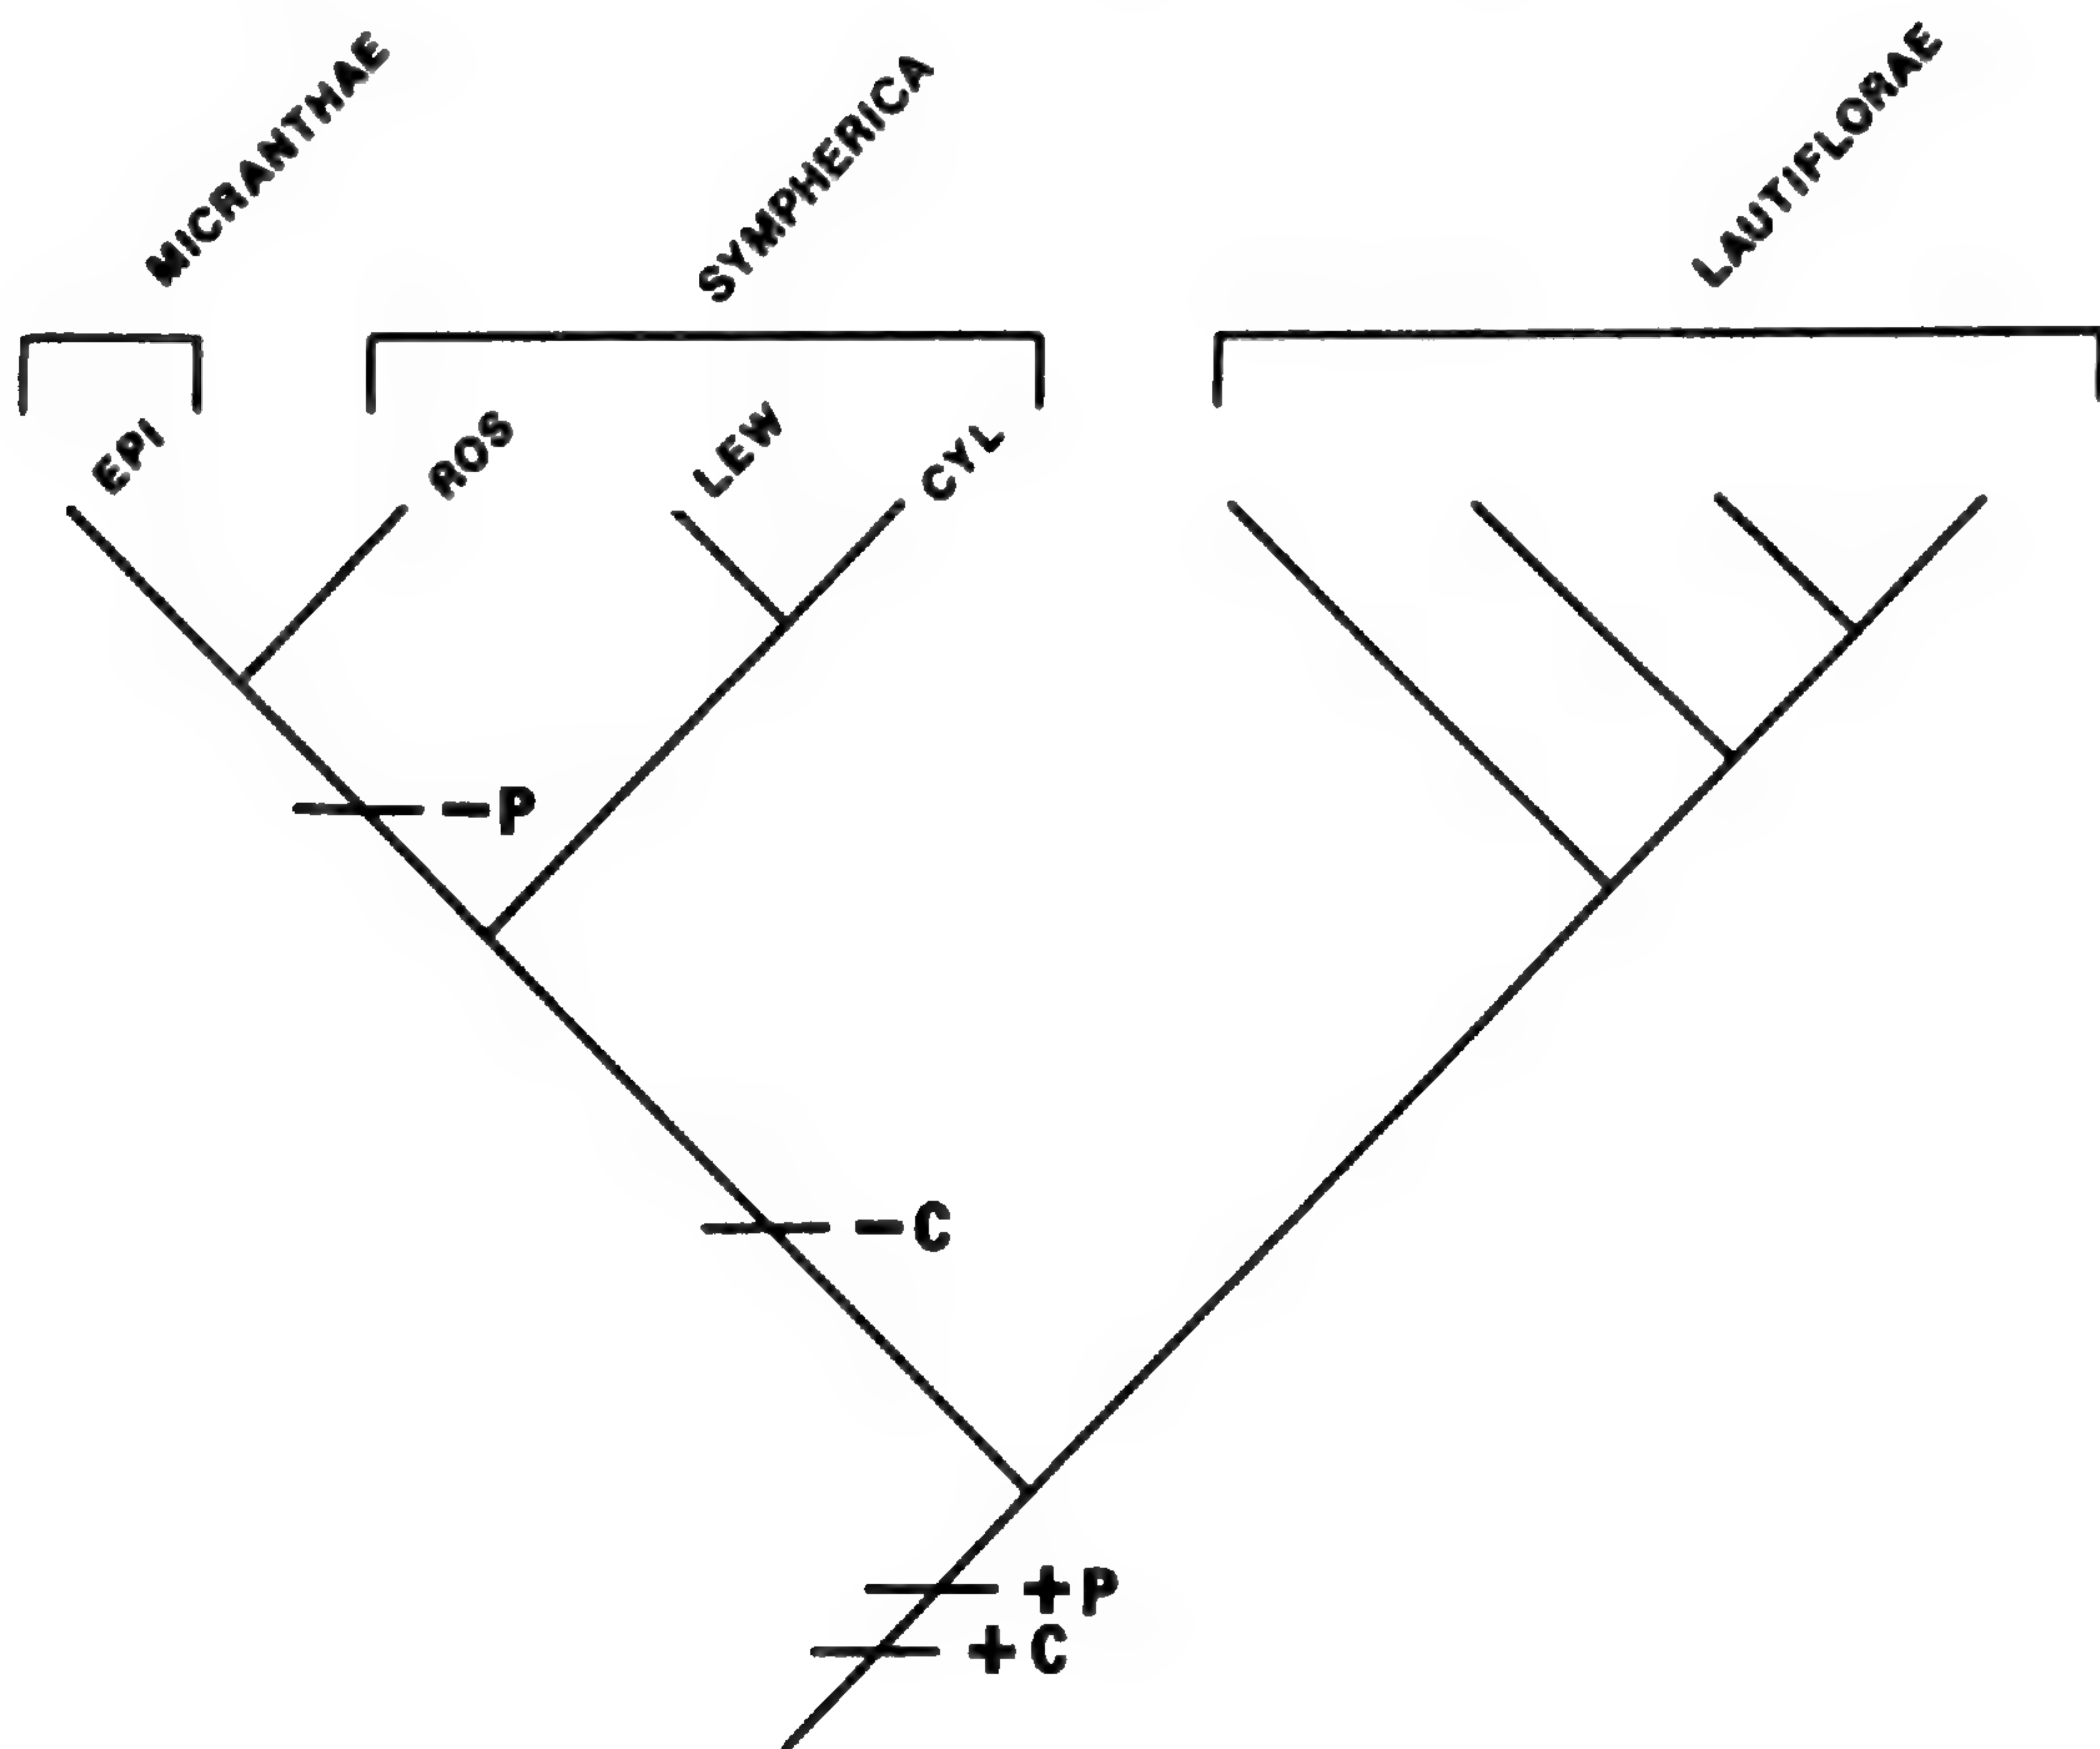 MICRANTHAE
SYMPHERICA
LAUTIFLORAE
EPI
ROS
LEW
CYL
-P
-C
+P
+C